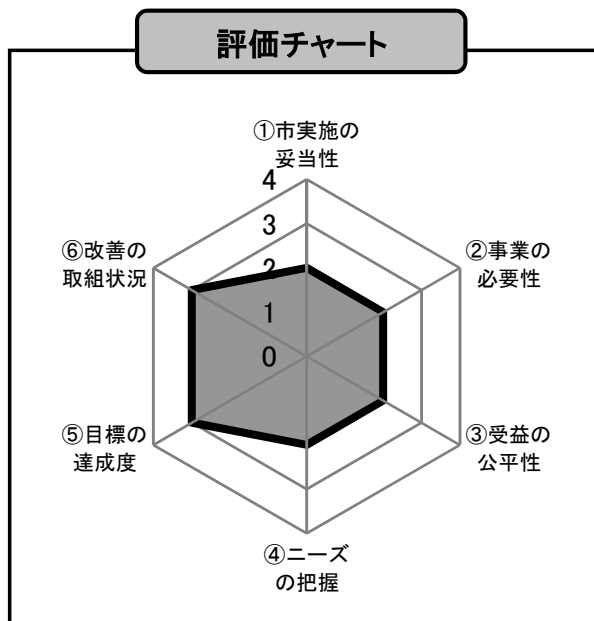 評価チャート
①市実施の
妥当性
4
3
2
1
0
②事業の
必要性
③受益の
公平性
④ニーズ
の把握
⑤目標の
達成度
⑥改善の
取組状況